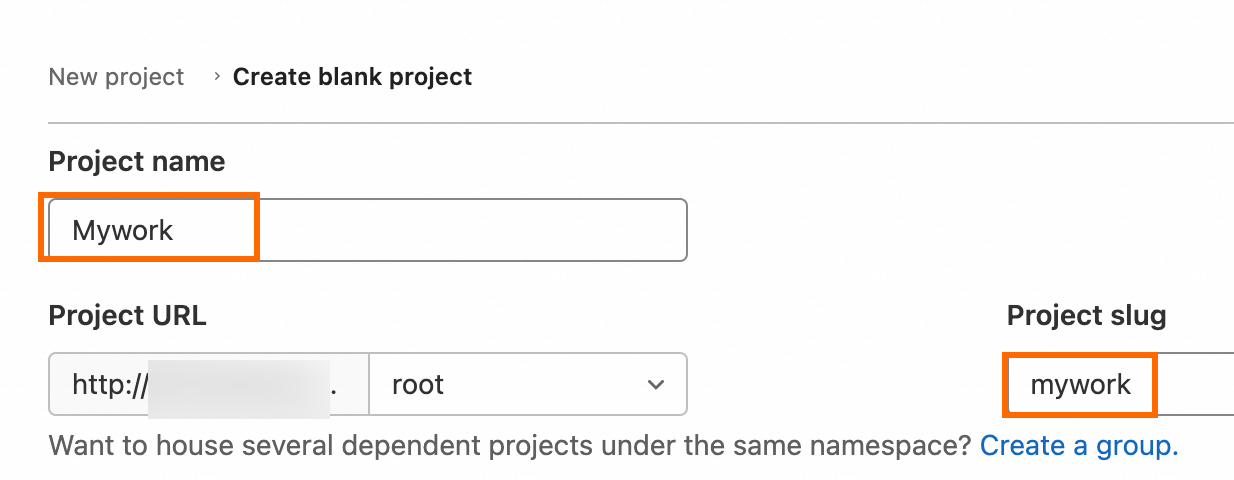 New project › Create blank project
Project name
Mywork
Project URL
Project slug
http://
.
root
mywork
Want to house several dependent projects under the same namespace? Create a group.